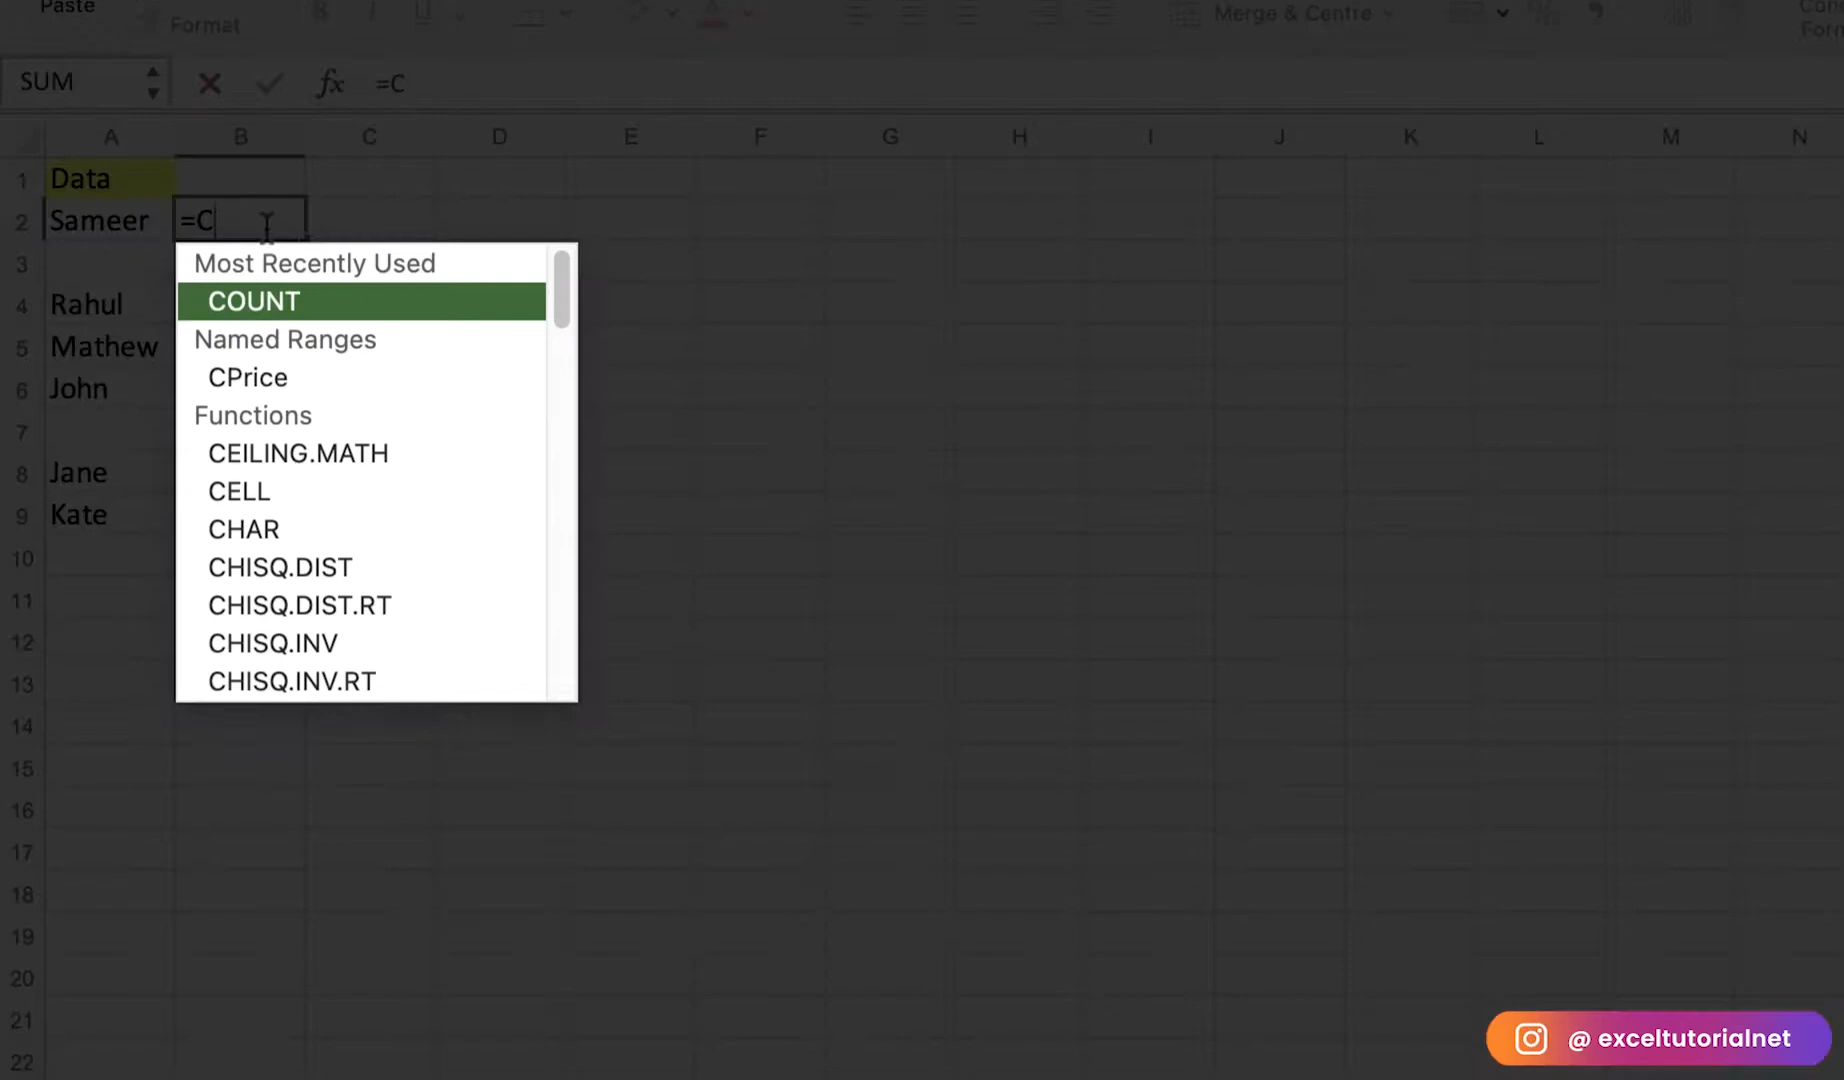 Paste
Format
Merge & Centre
SUM
fx =C
A B C D E F G H I J K L M N
1 Data
2 Sameer =C
3
4 Rahul
5 Mathew
6 John
7
8 Jane
9 Kate
10
11
12
13
14
15
16
17
18
19
20
21
22
Most Recently Used
COUNT
Named Ranges
CPrice
Functions
CEILING.MATH
CELL
CHAR
CHISQ.DIST
CHISQ.DIST.RT
CHISQ.INV
CHISQ.INV.RT
@ exceltutorialnet